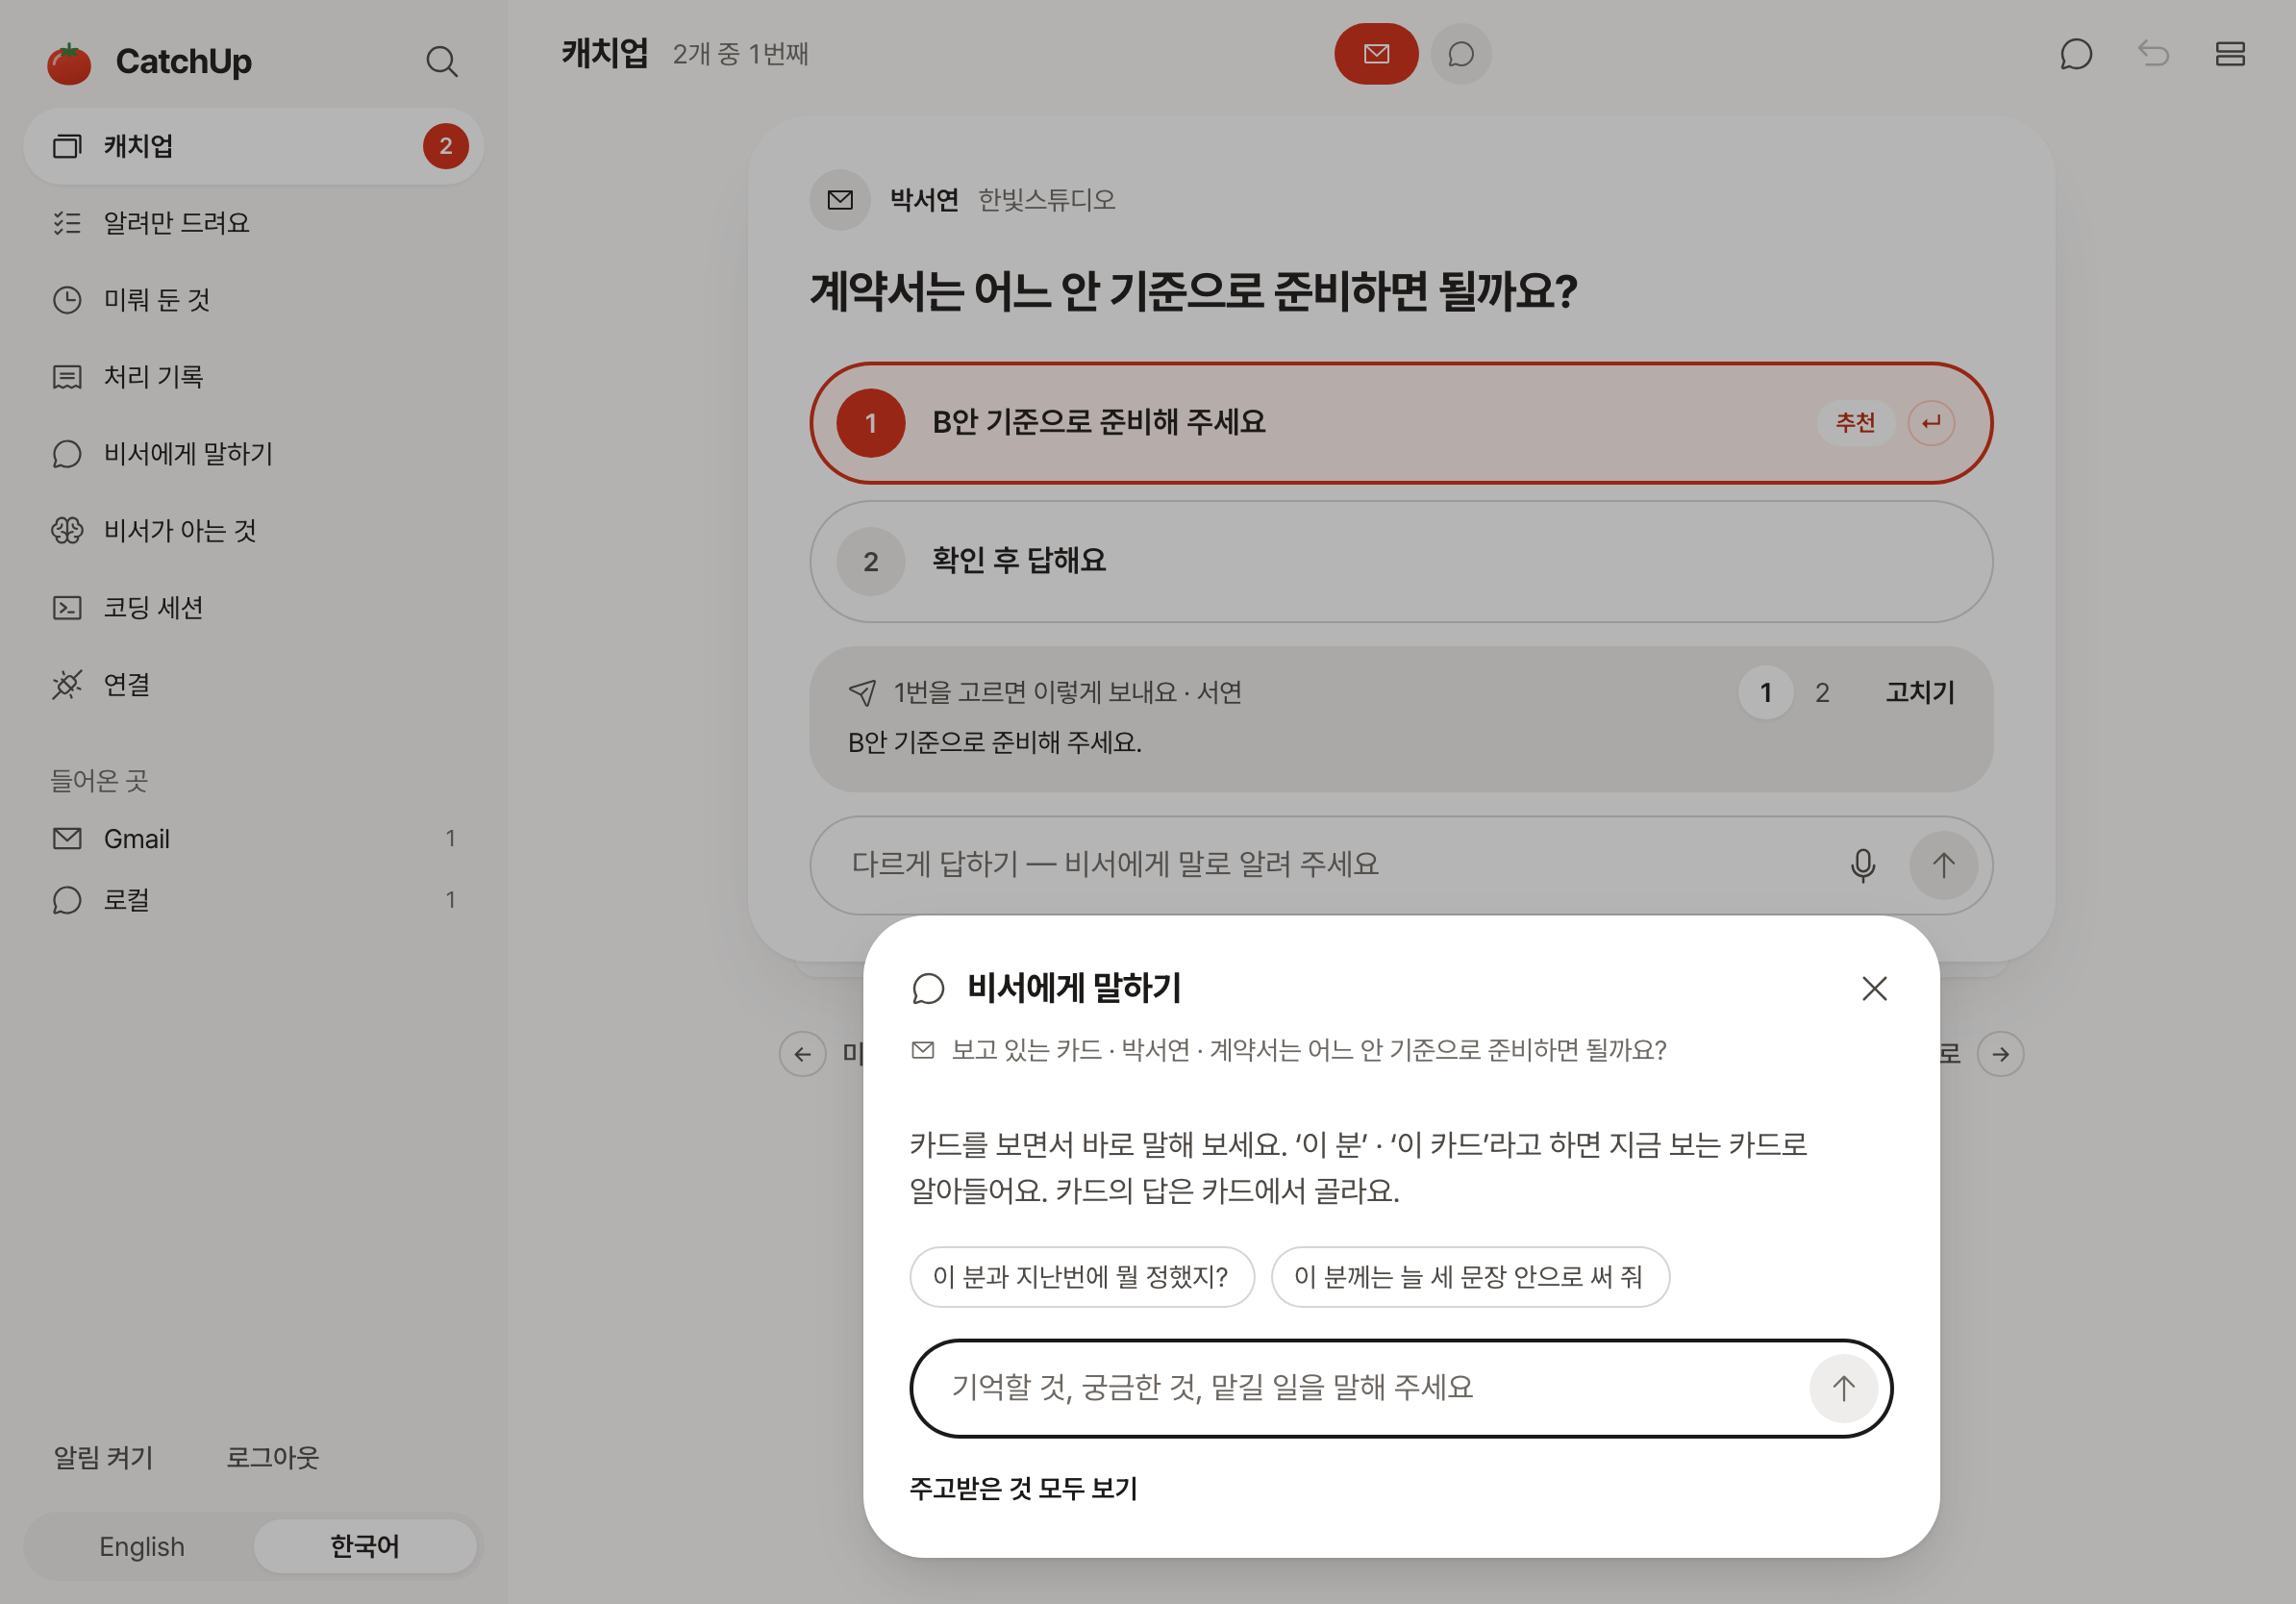 CatchUp
캐치업
2
알려만 드려요
미뤄 둔 것
처리 기록
비서에게 말하기
비서가 아는 것
코딩 세션
연결
들어온 곳
Gmail 1
로컬 1
알림 켜기 로그아웃
English 한국어
캐치업 2개 중 1번째
박서연 한빛스튜디오
계약서는 어느 안 기준으로 준비하면 될까요?
1 B안 기준으로 준비해 주세요 추천
2 확인 후 답해요
1번을 고르면 이렇게 보내요 · 서연 1 2 고치기
B안 기준으로 준비해 주세요.
다르게 답하기 — 비서에게 말로 알려 주세요
미 로
비서에게 말하기
보고 있는 카드 · 박서연 · 계약서는 어느 안 기준으로 준비하면 될까요?
카드를 보면서 바로 말해 보세요. ‘이 분’ · ‘이 카드’라고 하면 지금 보는 카드로
알아들어요. 카드의 답은 카드에서 골라요.
이 분과 지난번에 뭘 정했지? 이 분께는 늘 세 문장 안으로 써 줘
기억할 것, 궁금한 것, 맡길 일을 말해 주세요
주고받은 것 모두 보기